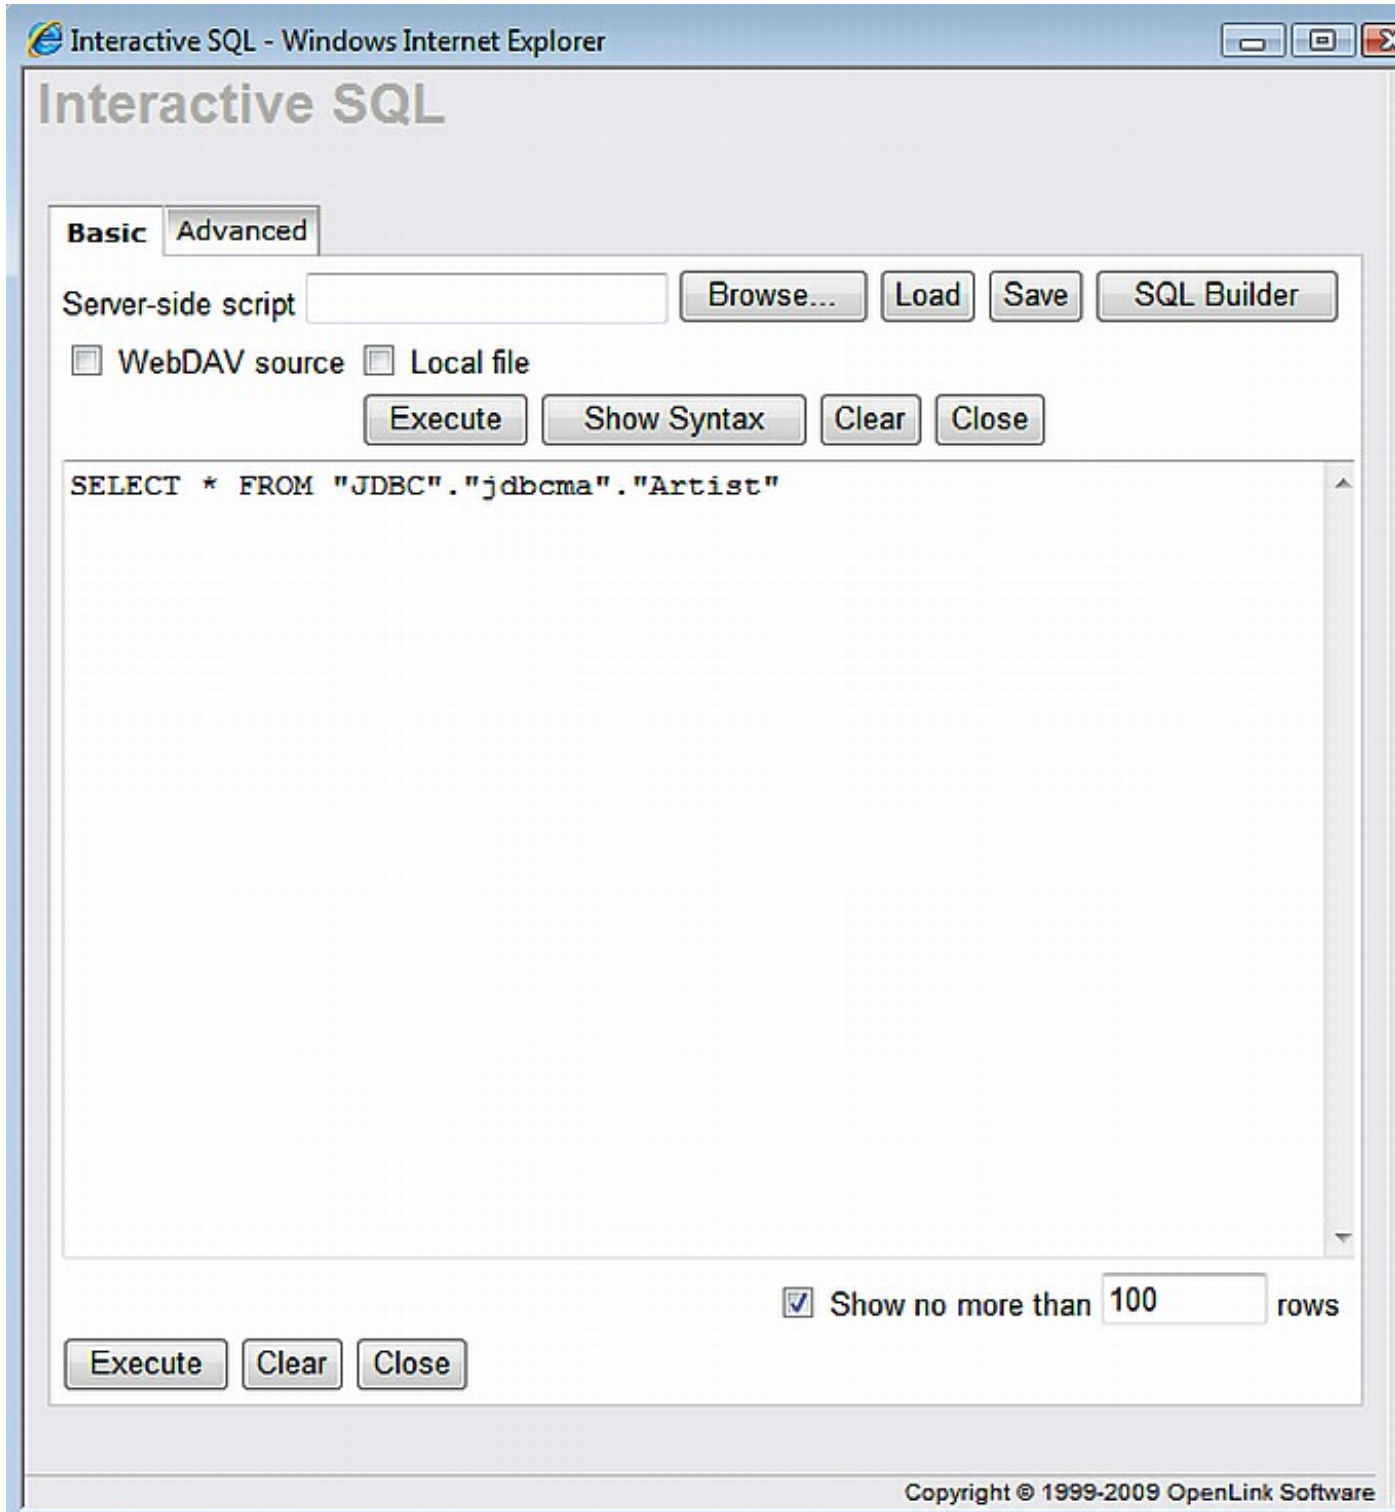 Interactive SQL - Windows Internet Explorer
Interactive SQL
Basic Advanced
Server-side script Browse... Load Save SQL Builder
WebDAV source Local file
Execute Show Syntax Clear Close
SELECT * FROM "JDBC"."jdbcma"."Artist"
Show no more than 100 rows
Execute Clear Close
Copyright © 1999-2009 OpenLink Software